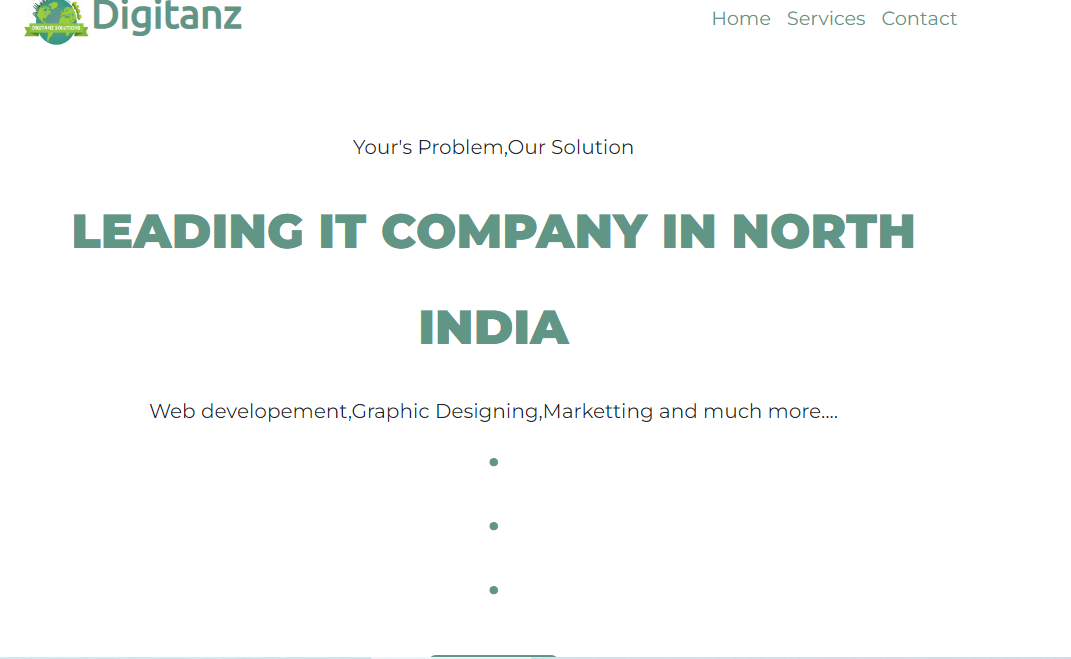 Digitanz
DIGITANZ SOLUTIONS
Home Services Contact
Your's Problem,Our Solution
LEADING IT COMPANY IN NORTH
INDIA
Web developement,Graphic Designing,Marketting and much more....